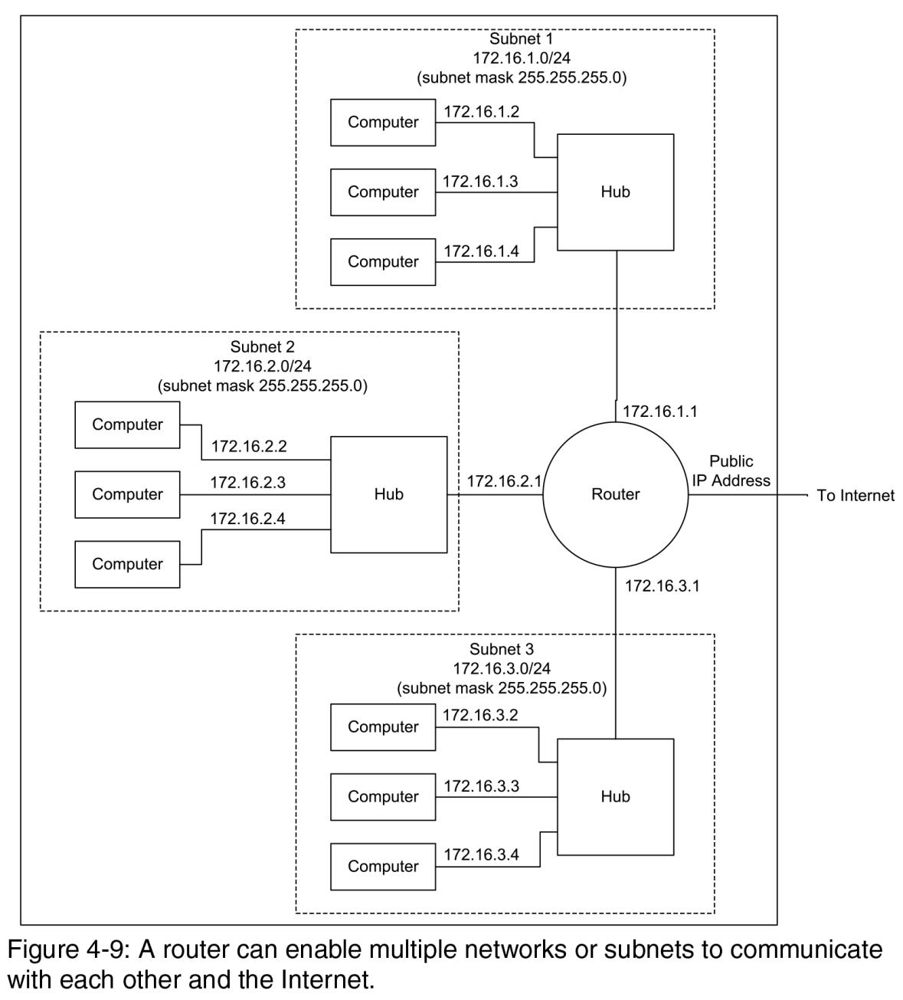 Subnet 1
172.16.1.0/24
(subnet mask 255.255.255.0)
Computer
172.16.1.2
Computer
172.16.1.3
Hub
Computer
172.16.1.4
Subnet 2
172.16.2.0/24
(subnet mask 255.255.255.0)
Computer
172.16.2.2
Computer
172.16.2.3
Hub
172.16.2.4
Computer
172.16.2.1
172.16.1.1
Router
Public
IP Address
To Internet
172.16.3.1
Subnet 3
172.16.3.0/24
(subnet mask 255.255.255.0)
Computer
172.16.3.2
Computer
172.16.3.3
Hub
Computer
172.16.3.4
Figure 4-9: A router can enable multiple networks or subnets to communicate
with each other and the Internet.